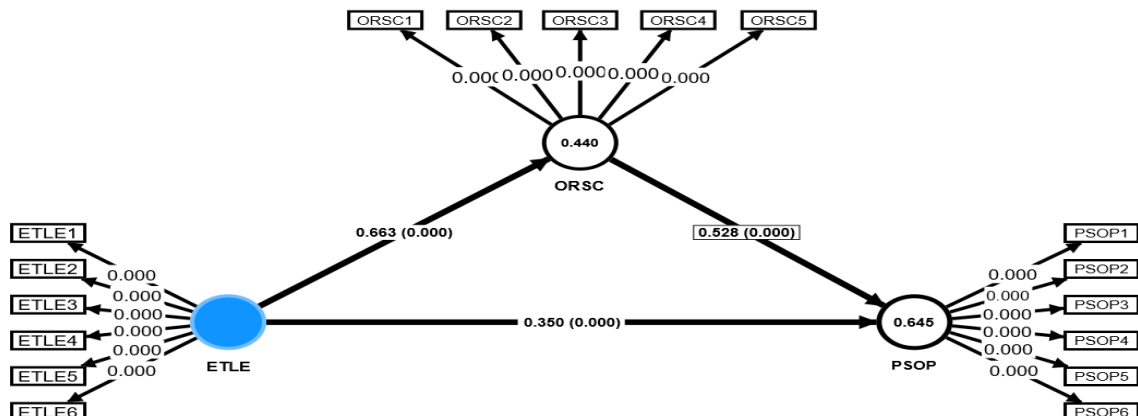 ORSC1 ORSC2 ORSC3 ORSC4 ORSC5
0.000 0.000 0.000 0.000 0.000
0.440
ORSC
0.663 (0.000)
0.528 (0.000)
ETLE1
ETLE2
ETLE3
ETLE4
ETLE5
ETLE6
0.000
0.000
0.000
0.000
0.000
0.000
ETLE
0.350 (0.000)
0.645
PSOP
0.000
0.000
0.000
0.000
0.000
0.000
PSOP1
PSOP2
PSOP3
PSOP4
PSOP5
PSOP6